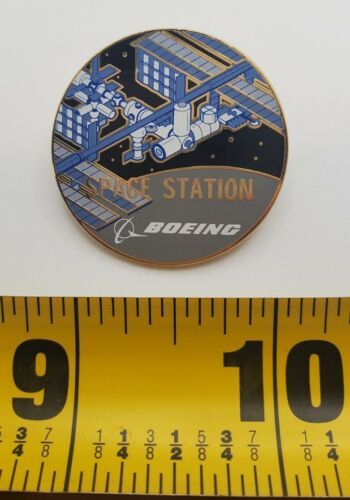 SPACE STATION
BOEING
9 10
3/4 7/8 1/8 1/4 3/8 1/2 5/8 3/4 7/8 1/8 1/4